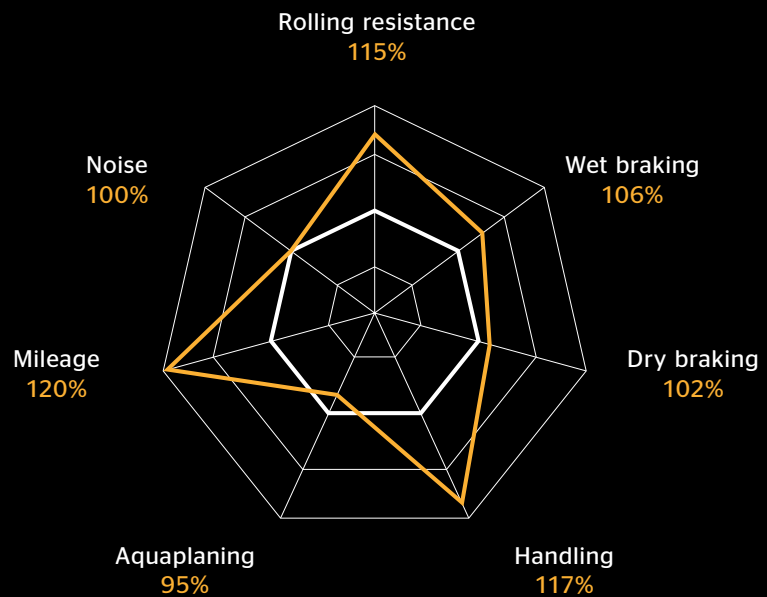 Rolling resistance
115%
Noise
100%
Wet braking
106%
Mileage
120%
Dry braking
102%
Aquaplaning
95%
Handling
117%